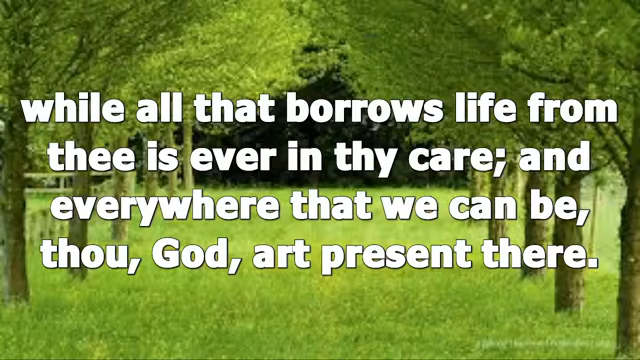 while all that borrows life from
thee is ever in thy care; and
everywhere that we can be,
thou, God, art present there.